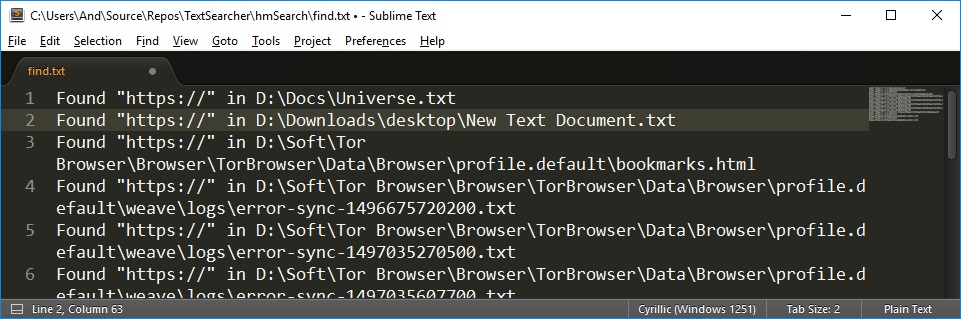 C:\Users\And\Source\Repos\TextSearcher\hmSearch\find.txt • - Sublime Text
File Edit Selection Find View Goto Tools Project Preferences Help
find.txt
1 Found "https://" in D:\Docs\Universe.txt
2 Found "https://" in D:\Downloads\desktop\New Text Document.txt
3 Found "https://" in D:\Soft\Tor
Browser\Browser\TorBrowser\Data\Browser\profile.default\bookmarks.html
4 Found "https://" in D:\Soft\Tor Browser\Browser\TorBrowser\Data\Browser\profile.d
efault\weave\logs\error-sync-1496675720200.txt
5 Found "https://" in D:\Soft\Tor Browser\Browser\TorBrowser\Data\Browser\profile.d
efault\weave\logs\error-sync-1497035270500.txt
6 Found "https://" in D:\Soft\Tor Browser\Browser\TorBrowser\Data\Browser\profile.d
efault\weave\logs\error-sync-1497035607700.txt
Line 2, Column 63 Cyrillic (Windows 1251) Tab Size: 2 Plain Text